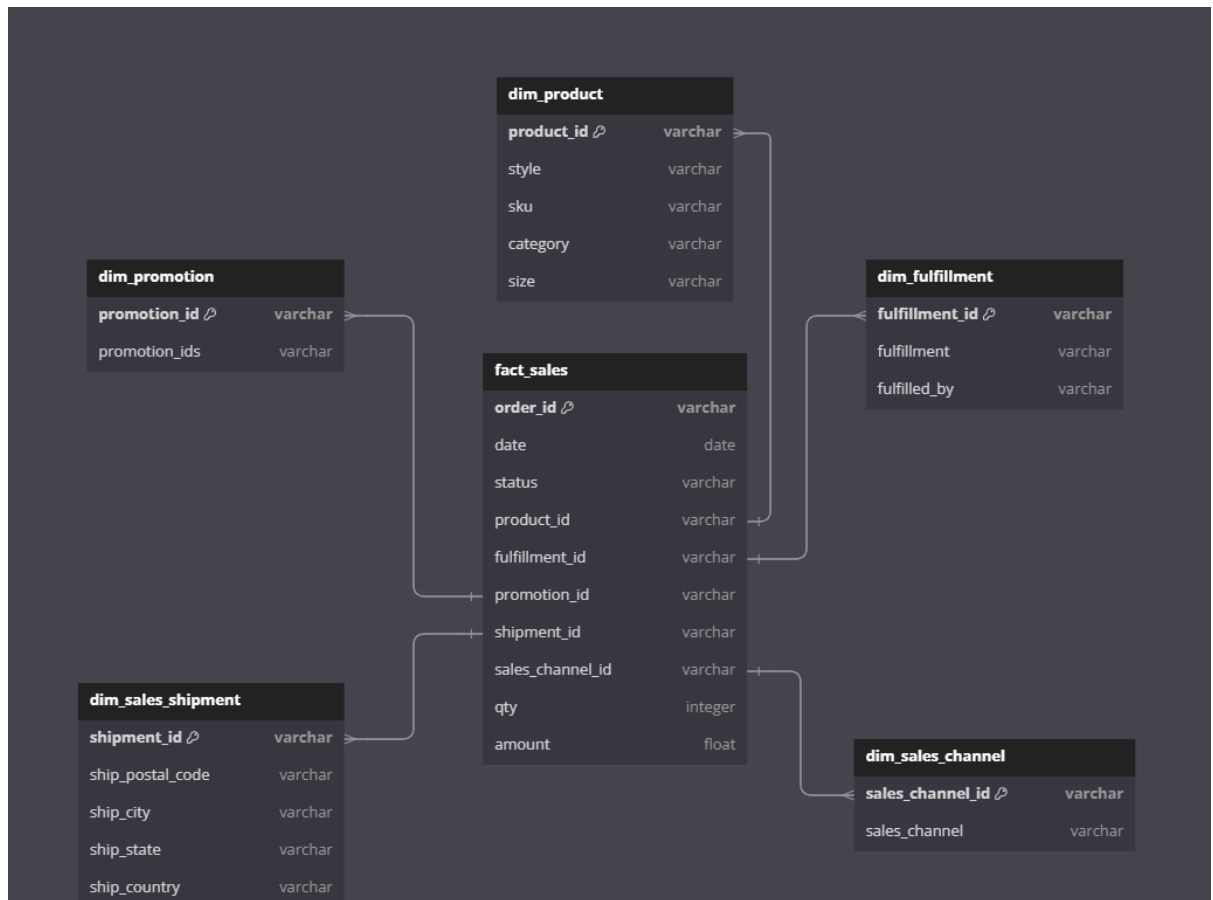 dim_product
product_id varchar
style varchar
sku varchar
category varchar
size varchar
dim_promotion
promotion_id varchar
promotion_ids varchar
dim_fulfillment
fulfillment_id varchar
fulfillment varchar
fulfilled_by varchar
fact_sales
order_id varchar
date date
status varchar
product_id varchar
fulfillment_id varchar
promotion_id varchar
shipment_id varchar
sales_channel_id varchar
qty integer
amount float
dim_sales_shipment
shipment_id varchar
ship_postal_code varchar
ship_city varchar
ship_state varchar
ship_country varchar
dim_sales_channel
sales_channel_id varchar
sales_channel varchar